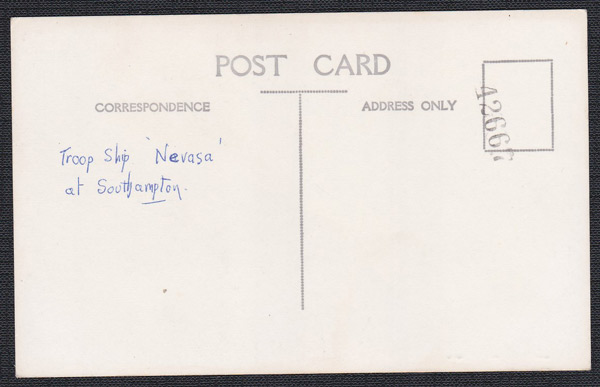 POST CARD
CORRESPONDENCE
ADDRESS ONLY
42667
Troop Ship 'Nevasa'
at Southampton.